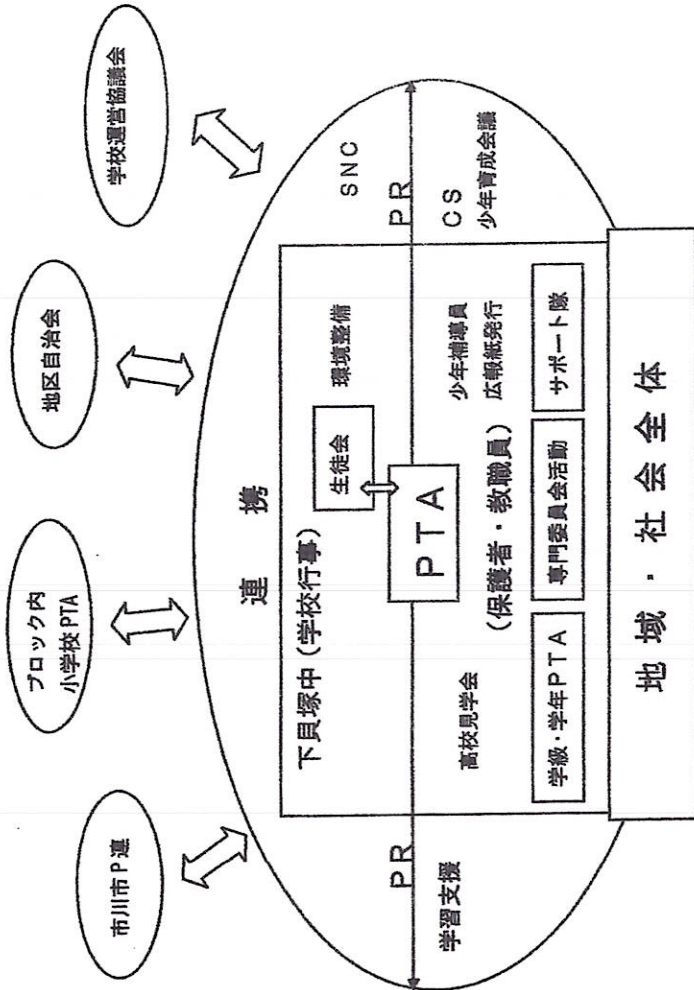 市川市P連
ブロック内
小学校PTA
地区自治会
学校運営協議会
連携
下貝塚中(学校行事)
生徒会
環境整備
SNC
PR
PTA
PR
学習支援
高校見学会
(保護者・教職員)
少年補導員
広報紙発行
CS
少年育成会議
学級・学年PTA
専門委員会活動
サポート隊
地域・社会全体